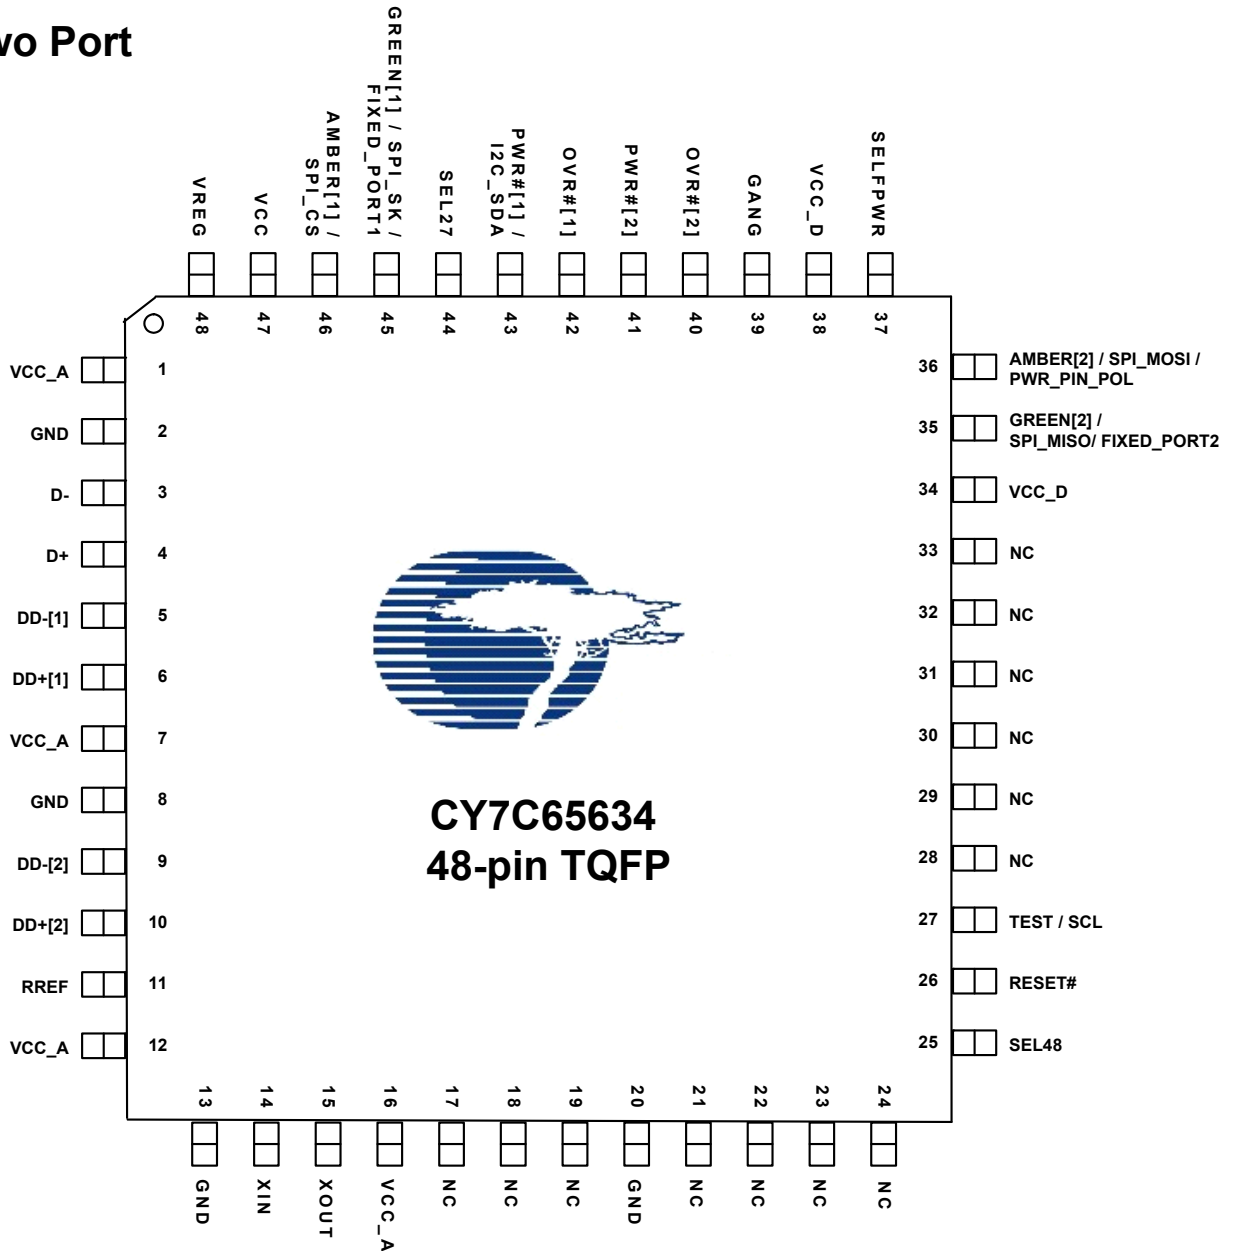 wo Port
VREG
VCC
AMBER[1] /
SPI_CS
GREEN[1] / SPI_SK /
FIXED_PORT1
SEL27
PWR#[1] /
I2C_SDA
OVR#[1]
PWR#[2]
OVR#[2]
GANG
VCC_D
SELFPWR
48
47
46
45
44
43
42
41
40
39
38
37
VCC_A 1
GND 2
D- 3
D+ 4
DD-[1] 5
DD+[1] 6
VCC_A 7
GND 8
DD-[2] 9
DD+[2] 10
RREF 11
VCC_A 12
36 AMBER[2] / SPI_MOSI /
PWR_PIN_POL
35 GREEN[2] /
SPI_MISO/ FIXED_PORT2
34 VCC_D
33 NC
32 NC
31 NC
30 NC
29 NC
28 NC
27 TEST / SCL
26 RESET#
25 SEL48
CY7C65634
48-pin TQFP
13
14
15
16
17
18
19
20
21
22
23
24
GND
XIN
XOUT
VCC_A
NC
NC
NC
GND
NC
NC
NC
NC